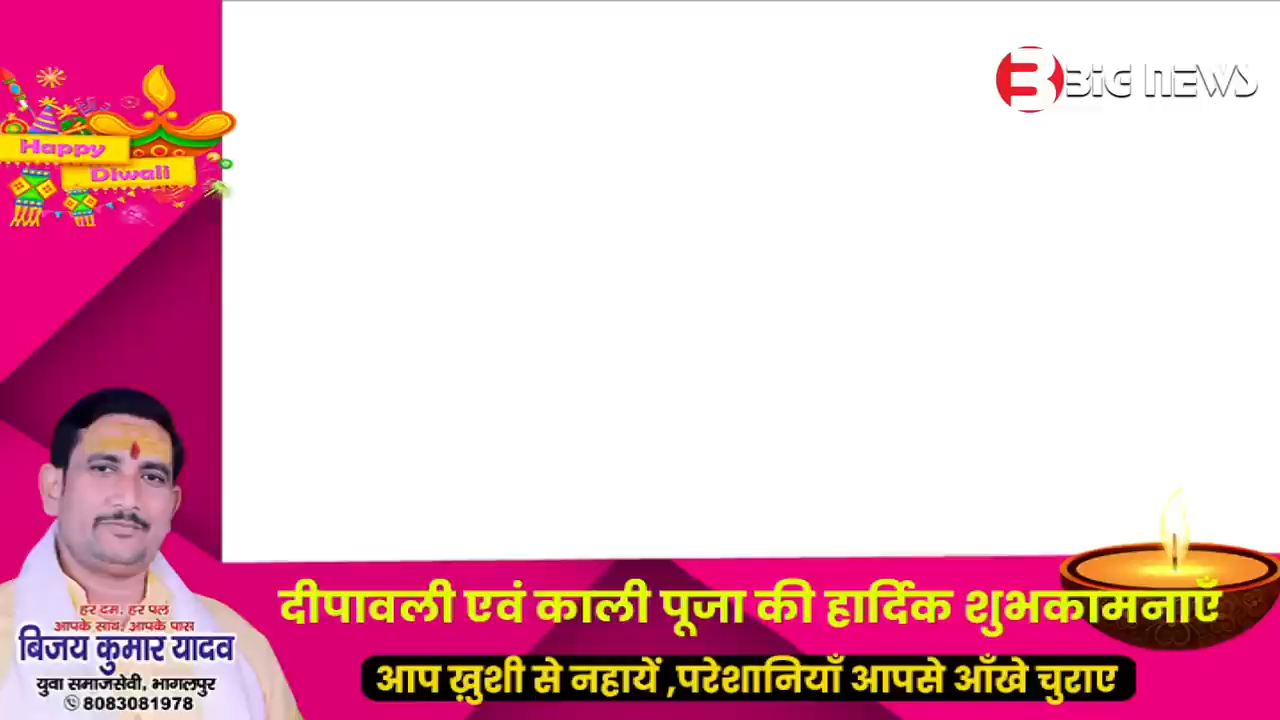 BIG NEWS
Happy
Diwali
हर दम, हर पल
आपके साथ, आपके पास
बिजय कुमार यादव
युवा समाजसेवी, भागलपुर
8083081978
दीपावली एवं काली पूजा की हार्दिक शुभकामनाएँ
आप ख़ुशी से नहायें ,परेशानियाँ आपसे आँखे चुराए